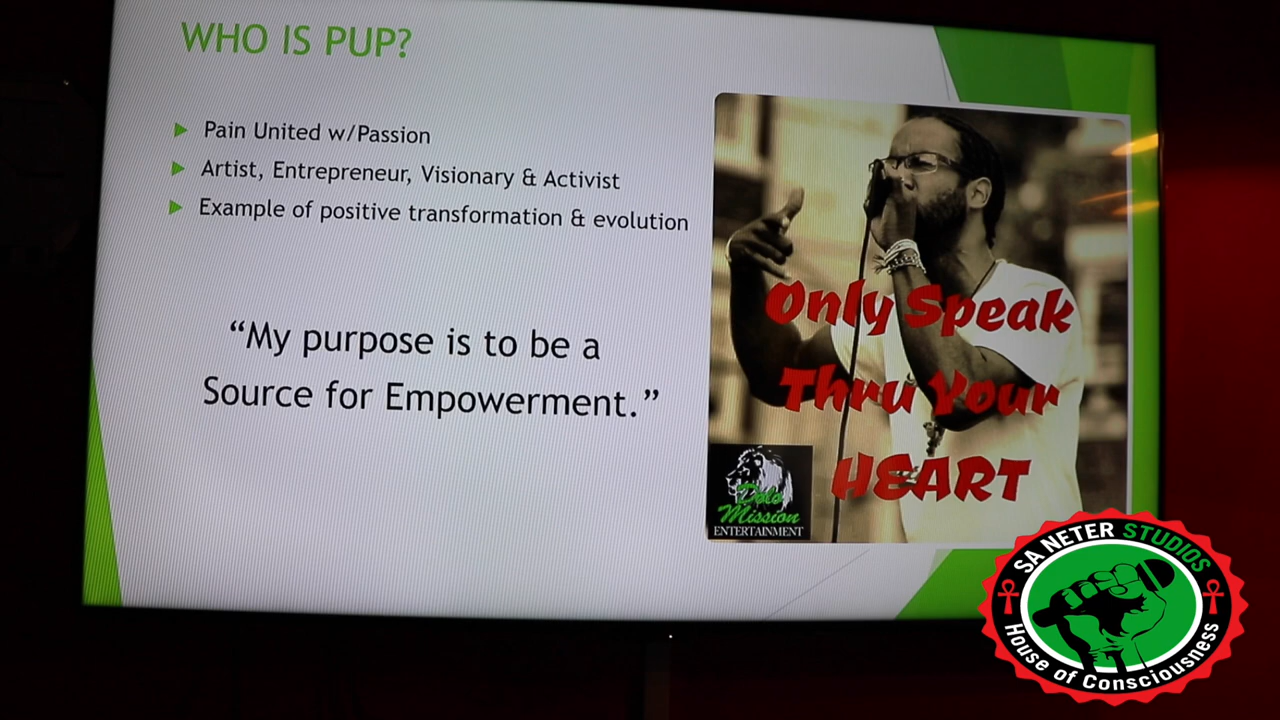 WHO IS PUP?
Pain United w/Passion
Artist, Entrepreneur, Visionary & Activist
Example of positive transformation & evolution
“My purpose is to be a
Source for Empowerment.”
Only Speak
Thru Your
HEART
Dolo
Mission
ENTERTAINMENT
SA NETER STUDIOS
House of Consciousness